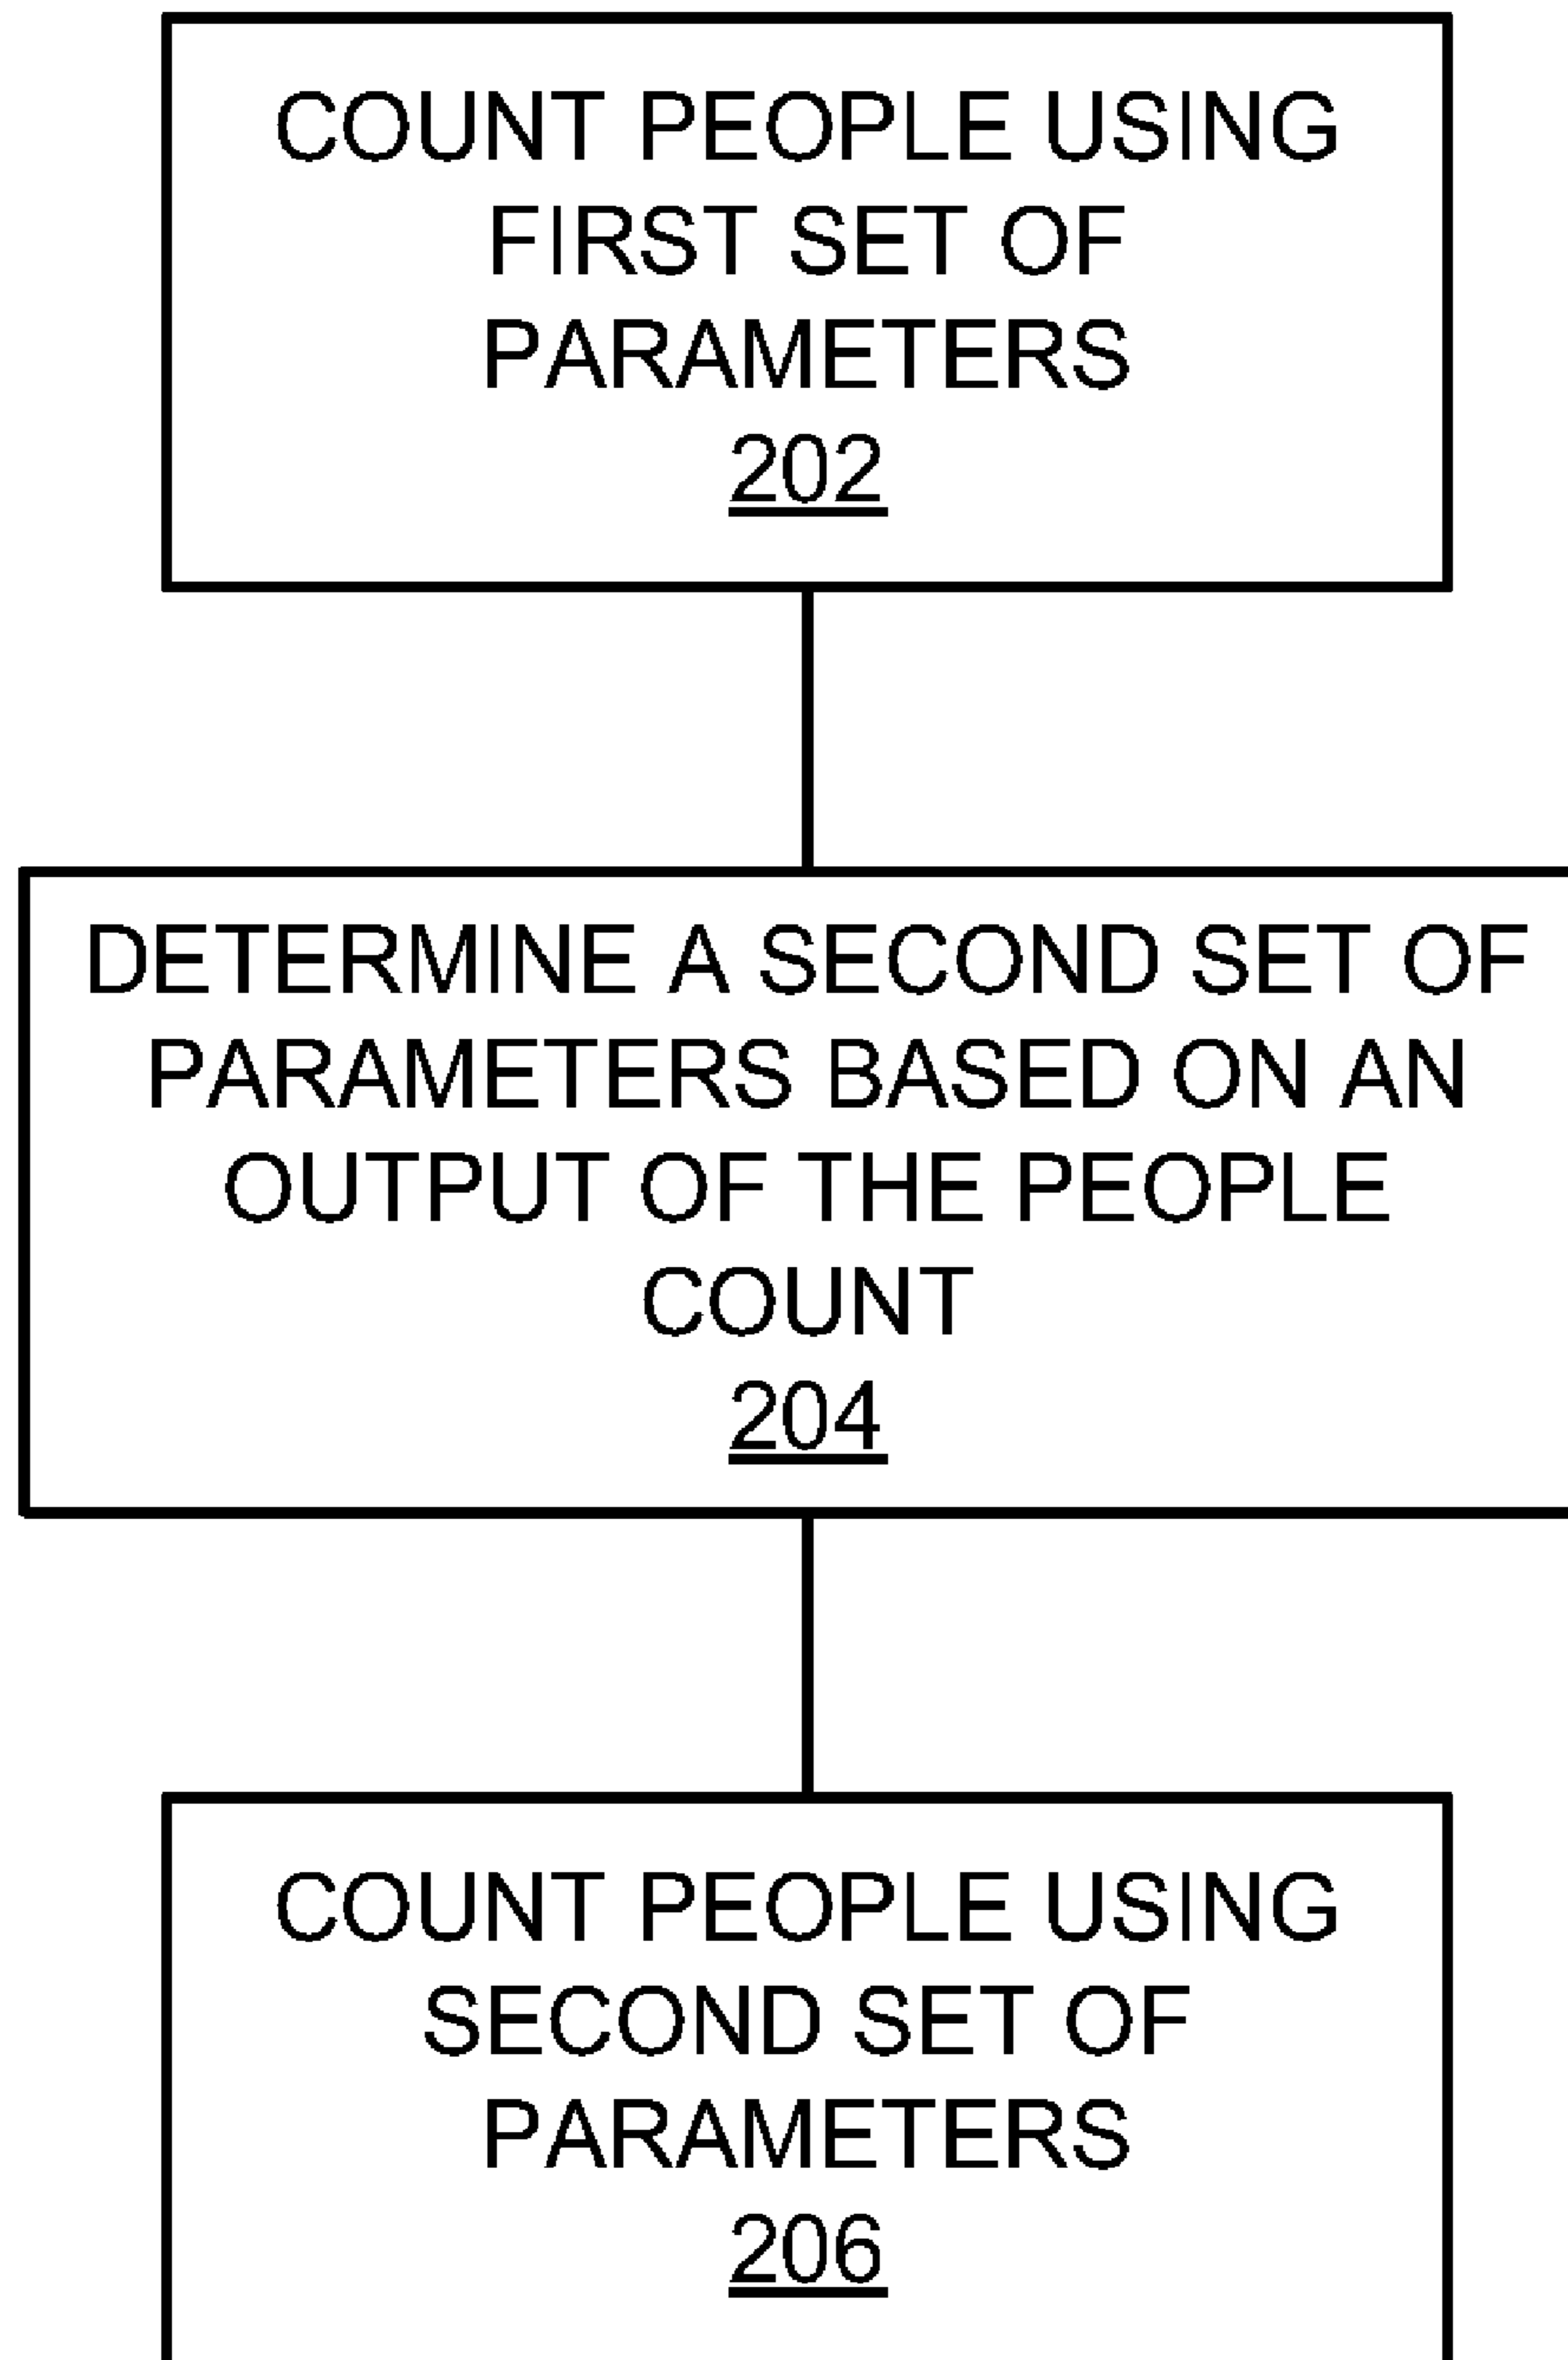 COUNT PEOPLE USING
FIRST SET OF
PARAMETERS
202
DETERMINE A SECOND SET OF
PARAMETERS BASED ON AN
OUTPUT OF THE PEOPLE
COUNT
204
COUNT PEOPLE USING
SECOND SET OF
PARAMETERS
206